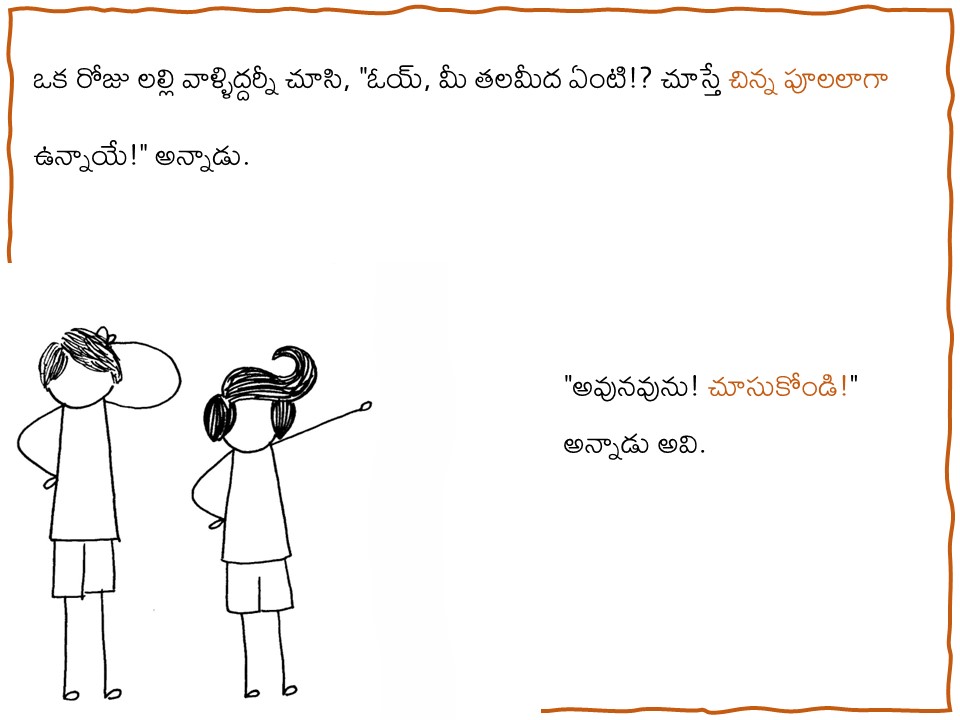 ఒక రోజు లల్లి వాళ్ళిద్దర్నీ చూసి, "ఓయ్, మీ తలమీద ఏంటి!? చూస్తే చిన్న పూలలాగా
ఉన్నాయే!" అన్నాడు.
"అవునవును! చూసుకోండి!"
అన్నాడు అవి.